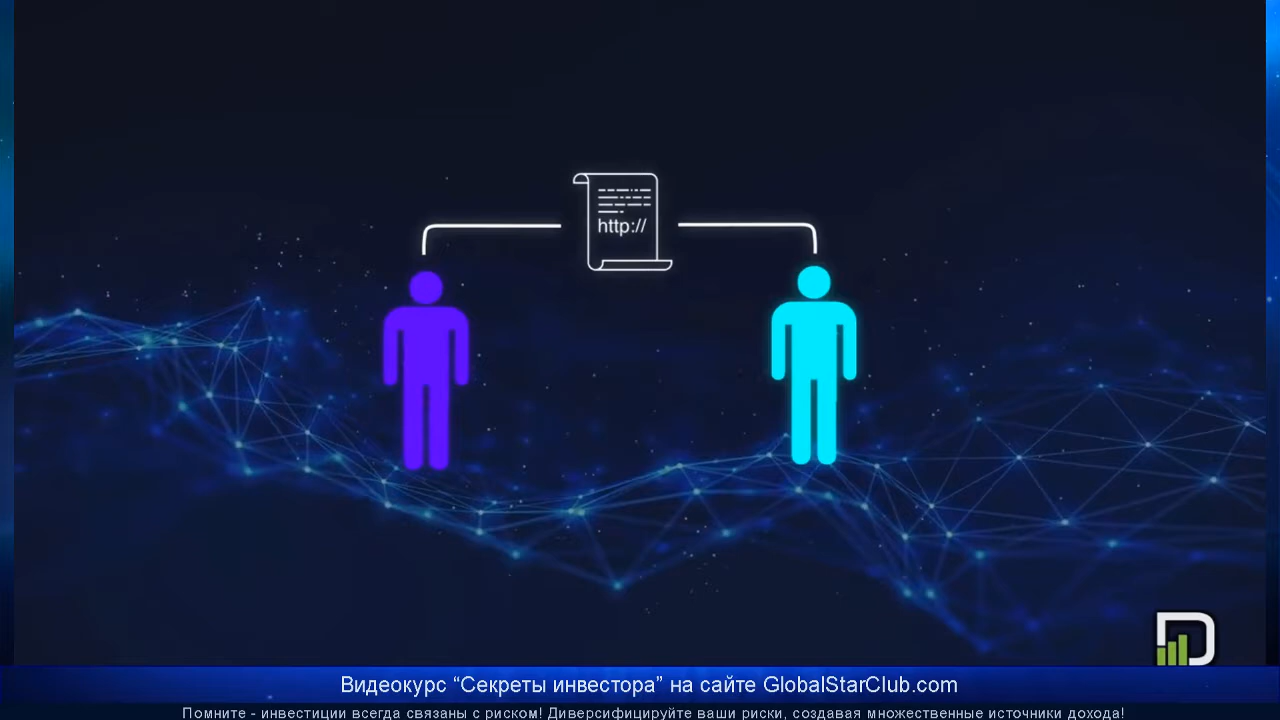 http://
Видеокурс “Секреты инвестора” на сайте GlobalStarClub.com
Помните - инвестиции всегда связаны с риском! Диверсифицируйте ваши риски, создавая множественные источники дохода!